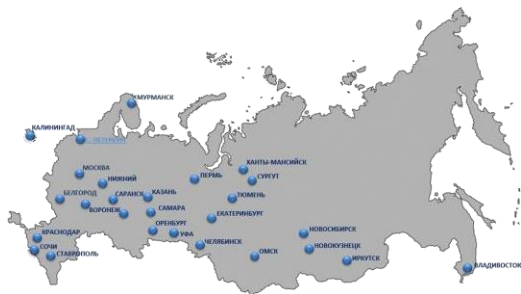 МУРМАНСК
КАЛИНИНГАД
С-ПЕТЕРБУРГ
МОСКВА
НИЖНИЙ
ПЕРМЬ
ХАНТЫ-МАНСИЙСК
СУРГУТ
БЕЛГОРОД
САРАНСК
КАЗАНЬ
ТЮМЕНЬ
ВОРОНЕЖ
САМАРА
ЕКАТЕРИНБУРГ
КРАСНОДАР
ОРЕНБУРГ
УФА
НОВОСИБИРСК
СОЧИ
ЧЕЛЯБИНСК
НОВОКУЗНЕЦК
СТАВРОПОЛЬ
ОМСК
ИРКУТСК
ВЛАДИВОСТОК